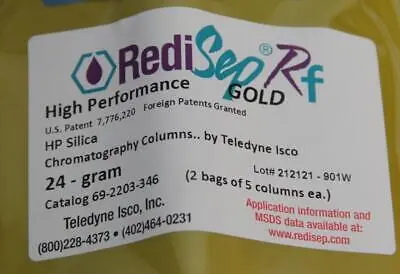 RediSep® Rf
GOLD
High Performance
U.S. Patent 7,776,220 Foreign Patents Granted
HP Silica
Chromatography Columns.. by Teledyne Isco
Lot# 212121 - 901W
24 - gram
(2 bags of 5 columns ea.)
Catalog 69-2203-346
Teledyne Isco, Inc.
(800)228-4373 • (402)464-0231
Application information and
MSDS data available at:
www.redisep.com